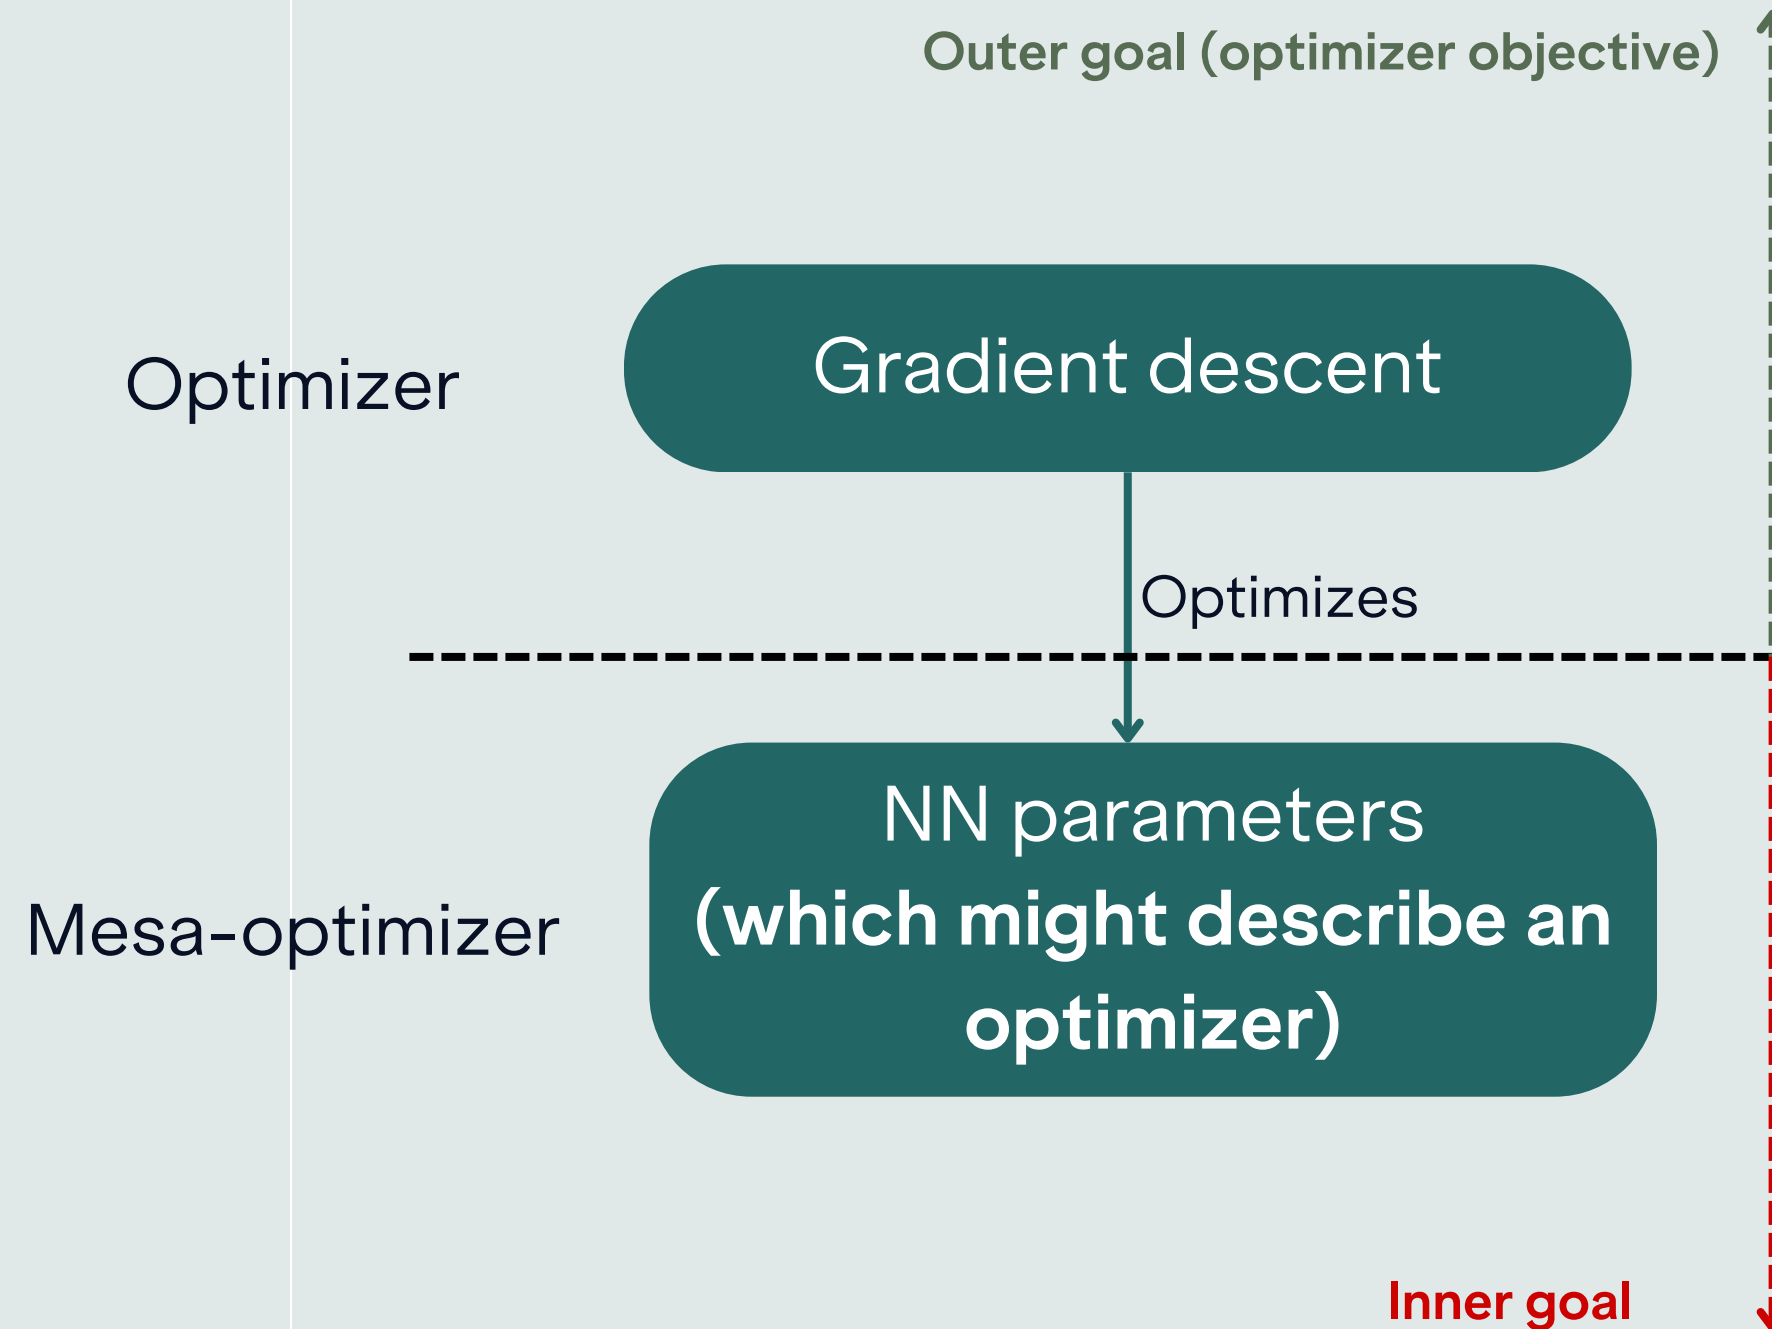 Outer goal (optimizer objective)
Optimizer
Gradient descent
Optimizes
Mesa-optimizer
NN parameters
(which might describe an
optimizer)
Inner goal